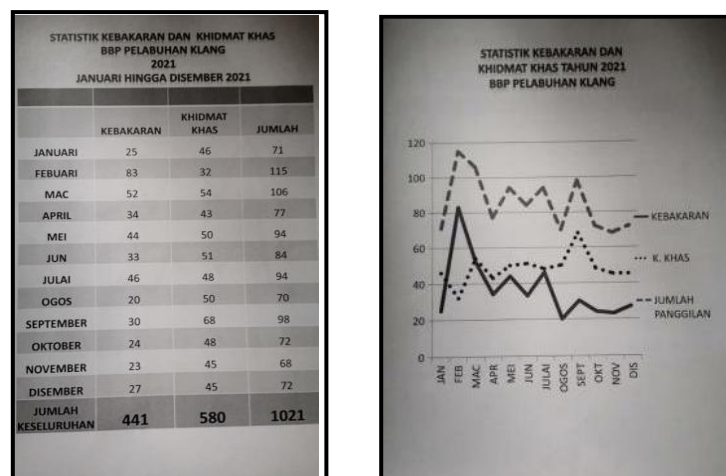 STATISTIK KEBAKARAN DAN KHIDMAT KHAS
BBP PELABUHAN KLANG
2021
JANUARI HINGGA DISEMBER 2021
KEBAKARAN KHIDMAT KHAS JUMLAH
JANUARI 25 46 71
FEBUARI 83 32 115
MAC 52 54 106
APRIL 34 43 77
MEI 44 50 94
JUN 33 51 84
JULAI 46 48 94
OGOS 20 50 70
SEPTEMBER 30 68 98
OKTOBER 24 48 72
NOVEMBER 23 45 68
DISEMBER 27 45 72
JUMLAH KESELURUHAN 441 580 1021
STATISTIK KEBAKARAN DAN
KHIDMAT KHAS TAHUN 2021
BBP PELABUHAN KLANG
120
100
80
60
40
20
0
JAN FEB MAC APR MEI JUN JULAI OGOS SEPT OKT NOV DIS
KEBAKARAN
K. KHAS
JUMLAH
PANGGILAN